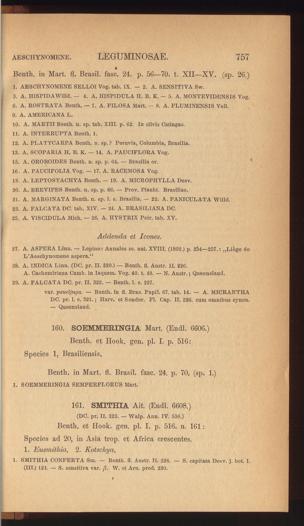 AESCHYNOMENE. LEGUMINOSAE. 757
Benth. in Mart. fl. Brasil. fasc. 24. p. 56—70. t. XII—XV. (sp. 26.)
1. AESCHYNOMENE SELLOI Vog. tab. IX. — 2. A. SENSITIVA Sw.
3. A. HISPIDAWISE. — 4. A. HISPIDULA H. B. K. — 5. A. MONTEVIDENSIS Vog.
6. A. ROSTRATA Benth. — 7. A. PILOSA Mart. — 8. A. FLUMINENSIS Vell.
9. A. AMERICANA L.
10. A. MARTII Benth. n. sp. tab. XIII. p. 62. In silvis Catingas.
11. A. INTERRUPTA Benth. 1.
12. A. PLATYCARPA Benth. n. sp.? Peruvia, Columbia, Brasilia.
13. A. SCOPARIA H. B. K. — 14. A. PAUCIFLORA Vog.
15. A. OROBOIDES Benth. n. sp. p. 64. — Brasilia or.
16. A. PAUCIFOLIA Vog. — 17. A. RACEMOSA Vog.
18. A. LEPTOSTACHYA Benth. — 19. A. MICROPHYLLA Desv.
20. A. BREVIPES Benth. n. sp. p. 66. — Prov. Piauhi. Brasiliae.
21. A. MARGINATA Benth. n. sp. l. c. Brasilia. — 22. A. PANICULATA Willd.
23. A. FALCATA DC. tab. XIV. — 24. A. BRASILIANA DC.
25. A. VISCIDULA Mich. — 26. A. HYSTRIX Poir. tab. XV.
Addenda et Icones.
27. A. ASPERA Linn. — Lepine: Annales sc. nat. XVIII. (1862.) p. 254—257.: „Liège de
L'Aeschynomene aspera."
28. A. INDICA Linn. (DC. pr. II. 320.) — Benth. fl. Austr. II. 226.
A. Cachemiriana Camb. in Jaquem. Voy. 40. t. 48. — N. Austr.; Queensland.
29. A. FALCATA DC. pr. II. 322. — Benth. l. c. 227.
var. paucijuga. — Benth. in fl. Bras. Papil. 67. tab. 14. — A. MICRANTHA
DC. pr. l. c. 321.; Harv. et Sonder. Fl. Cap. II. 226. cum omnibus synon.
— Queensland.
160. SOEMMERINGIA Mart. (Endl. 6606.)
Benth. et Hook. gen. pl. I. p. 516:
Species 1, Brasiliensis.
Benth. in Mart. fl. Brasil. fasc. 24. p. 70. (sp. 1.)
1. SOEMMERINGIA SEMPERFLORUS Mart.
161. SMITHIA Ait. (Endl. 6608.)
(DC. pr. II. 323. — Walp. Ann. IV. 536.)
Benth. et Hook. gen. pl. I. p. 516. n. 161:
Species ad 20, in Asia trop. et Africa crescentes.
1. Eusmithia, 2. Kotschya,
1. SMITHIA CONFERTA Sm. — Benth. fl. Austr. II. 228. — S. capitata Desv. j. bot. I.
(III.) 121. — S. sensitiva var. β. W. et Arn. prod. 220.